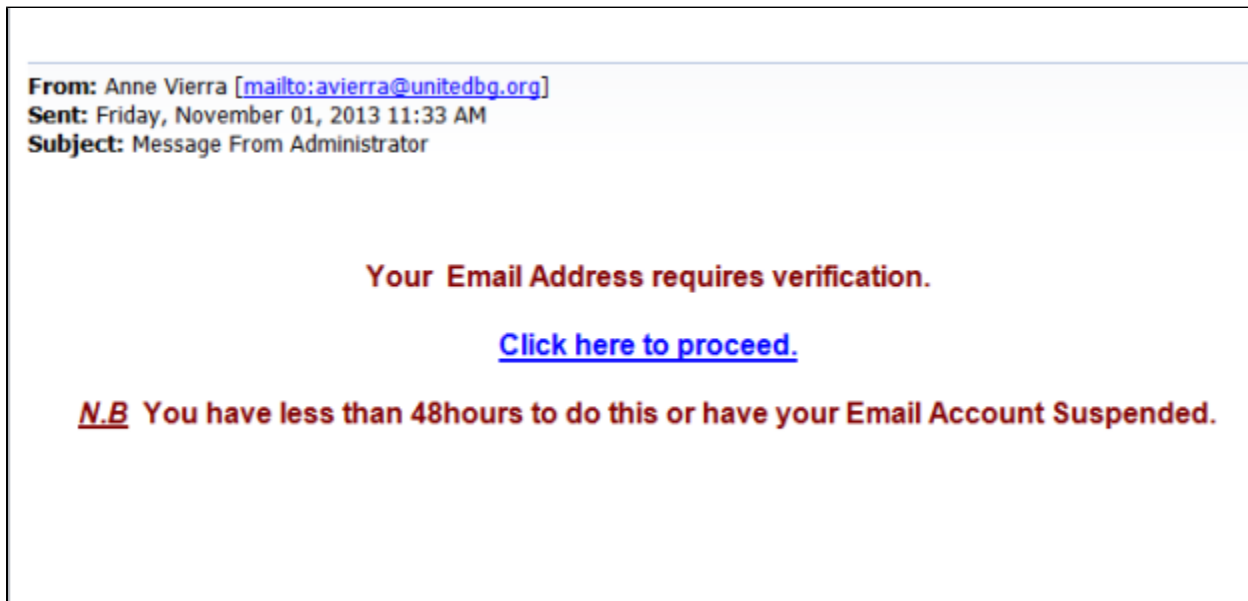 From: Anne Vierra [mailto:avierra@unitedbg.org]
Sent: Friday, November 01, 2013 11:33 AM
Subject: Message From Administrator
Your Email Address requires verification.
Click here to proceed.
N.B You have less than 48hours to do this or have your Email Account Suspended.